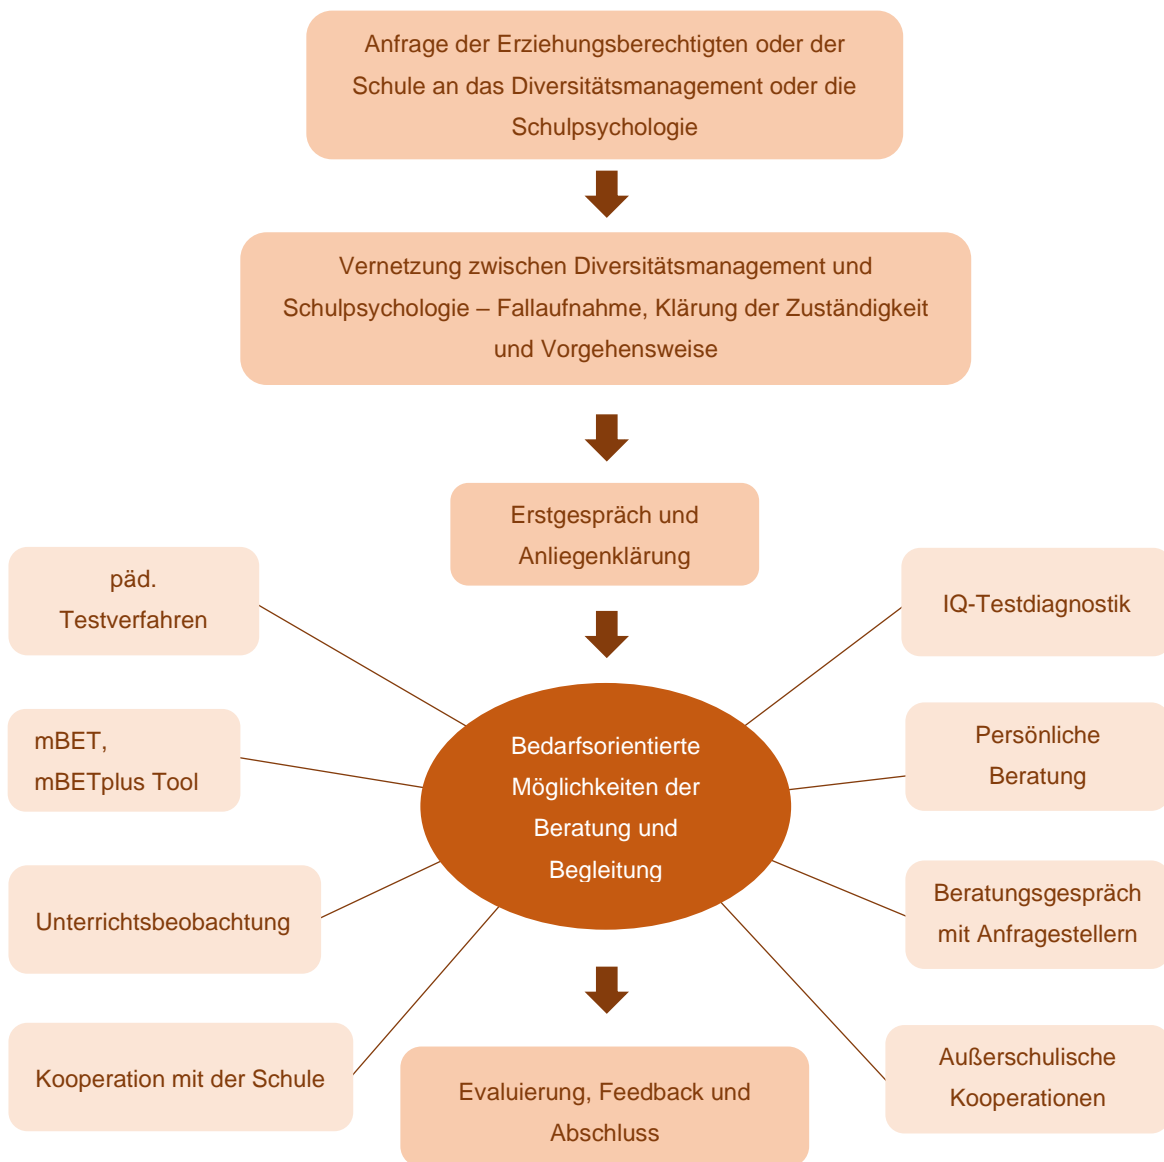 Anfrage der Erziehungsberechtigten oder der
Schule an das Diversitätsmanagement oder die
Schulpsychologie
Vernetzung zwischen Diversitätsmanagement und
Schulpsychologie – Fallaufnahme, Klärung der Zuständigkeit
und Vorgehensweise
Erstgespräch und
Anliegenklärung
päd.
Testverfahren
IQ-Testdiagnostik
mBET,
mBETplus Tool
Bedarfsorientierte
Möglichkeiten der
Beratung und
Begleitung
Persönliche
Beratung
Unterrichtsbeobachtung
Beratungsgespräch
mit Anfragestellern
Kooperation mit der Schule
Außerschulische
Kooperationen
Evaluierung, Feedback und
Abschluss